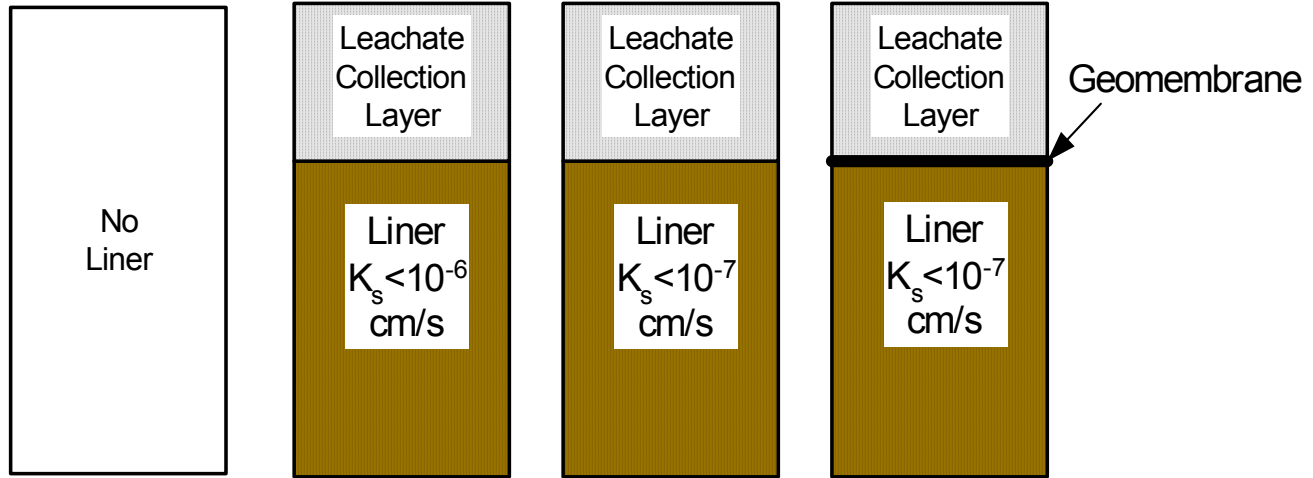 No
Liner
Leachate
Collection
Layer
Liner
Kₛ<10⁻⁶
cm/s
Leachate
Collection
Layer
Liner
Kₛ<10⁻⁷
cm/s
Leachate
Collection
Layer
Liner
Kₛ<10⁻⁷
cm/s
Geomembrane